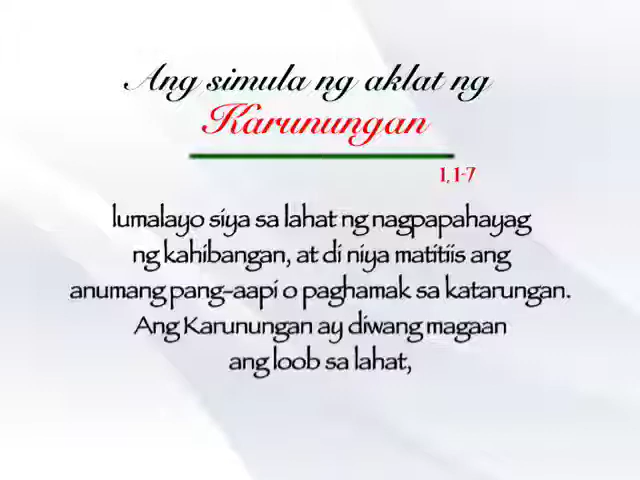 Ang simula ng aklat ng
Karunungan
1, 1-7
lumalayo siya sa lahat ng nagpapahayag
ng kahibangan, at di niya matitiis ang
anumang pang-aapi o paghamak sa katarungan.
Ang Karunungan ay diwang magaan
ang loob sa lahat,